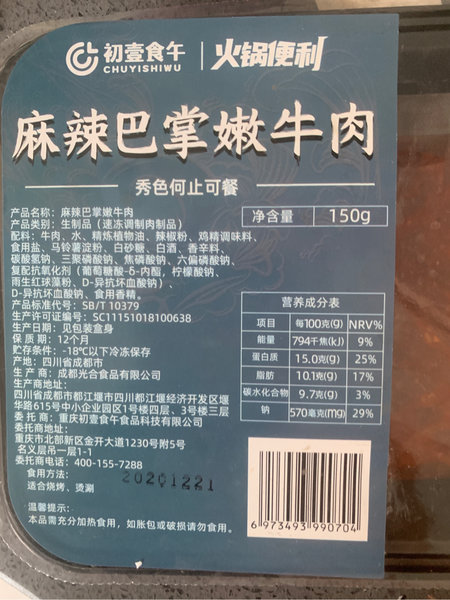 初壹食午 火锅便利
CHUYISHIWU
麻辣巴掌嫩牛肉
秀色何止可餐
净含量 150g
产品名称：麻辣巴掌嫩牛肉
产品类别：生制品（速冻调制肉制品）
配料：牛肉、水、精炼植物油、辣椒粉、鸡精调味料、
食用盐、马铃薯淀粉、白砂糖、白酒、香辛料、
碳酸氢钠、三聚磷酸钠、焦磷酸钠、六偏磷酸钠、
复配抗氧化剂（葡萄糖酸-δ-内酯，柠檬酸钠、
雨生红球藻粉、D-异抗坏血酸钠）、
D-异抗坏血酸钠、食用香精。
产品标准代号：SB/T 10379
生产许可证编号：SC11151018100638
生产日期：见包装盒身
保 质 期：12个月
贮存条件：-18℃以下冷冻保存
产 地：四川省成都市
生 产 商：成都光合食品有限公司
生产商地址：
四川省成都市都江堰市四川都江堰经济开发区堰
华路615号中小企业园区1号楼四层、3号楼三层
委 托 商：重庆初壹食午食品科技有限公司
委托商地址：
重庆市北部新区金开大道1230号附5号
名义层吊一层1-1
委托商电话：400-155-7288
食用方法：
20201221
适合烧烤、烫涮
温馨提示：
本品需充分加热食用，如胀包或破损请勿食用。
营养成分表
项目 每100克(g) NRV%
能量 794千焦(kJ) 9%
蛋白质 15.0克(g) 25%
脂肪 10.1克(g) 17%
碳水化合物 9.7克(g) 3%
钠 570毫克(mg) 29%
6 973493 990704